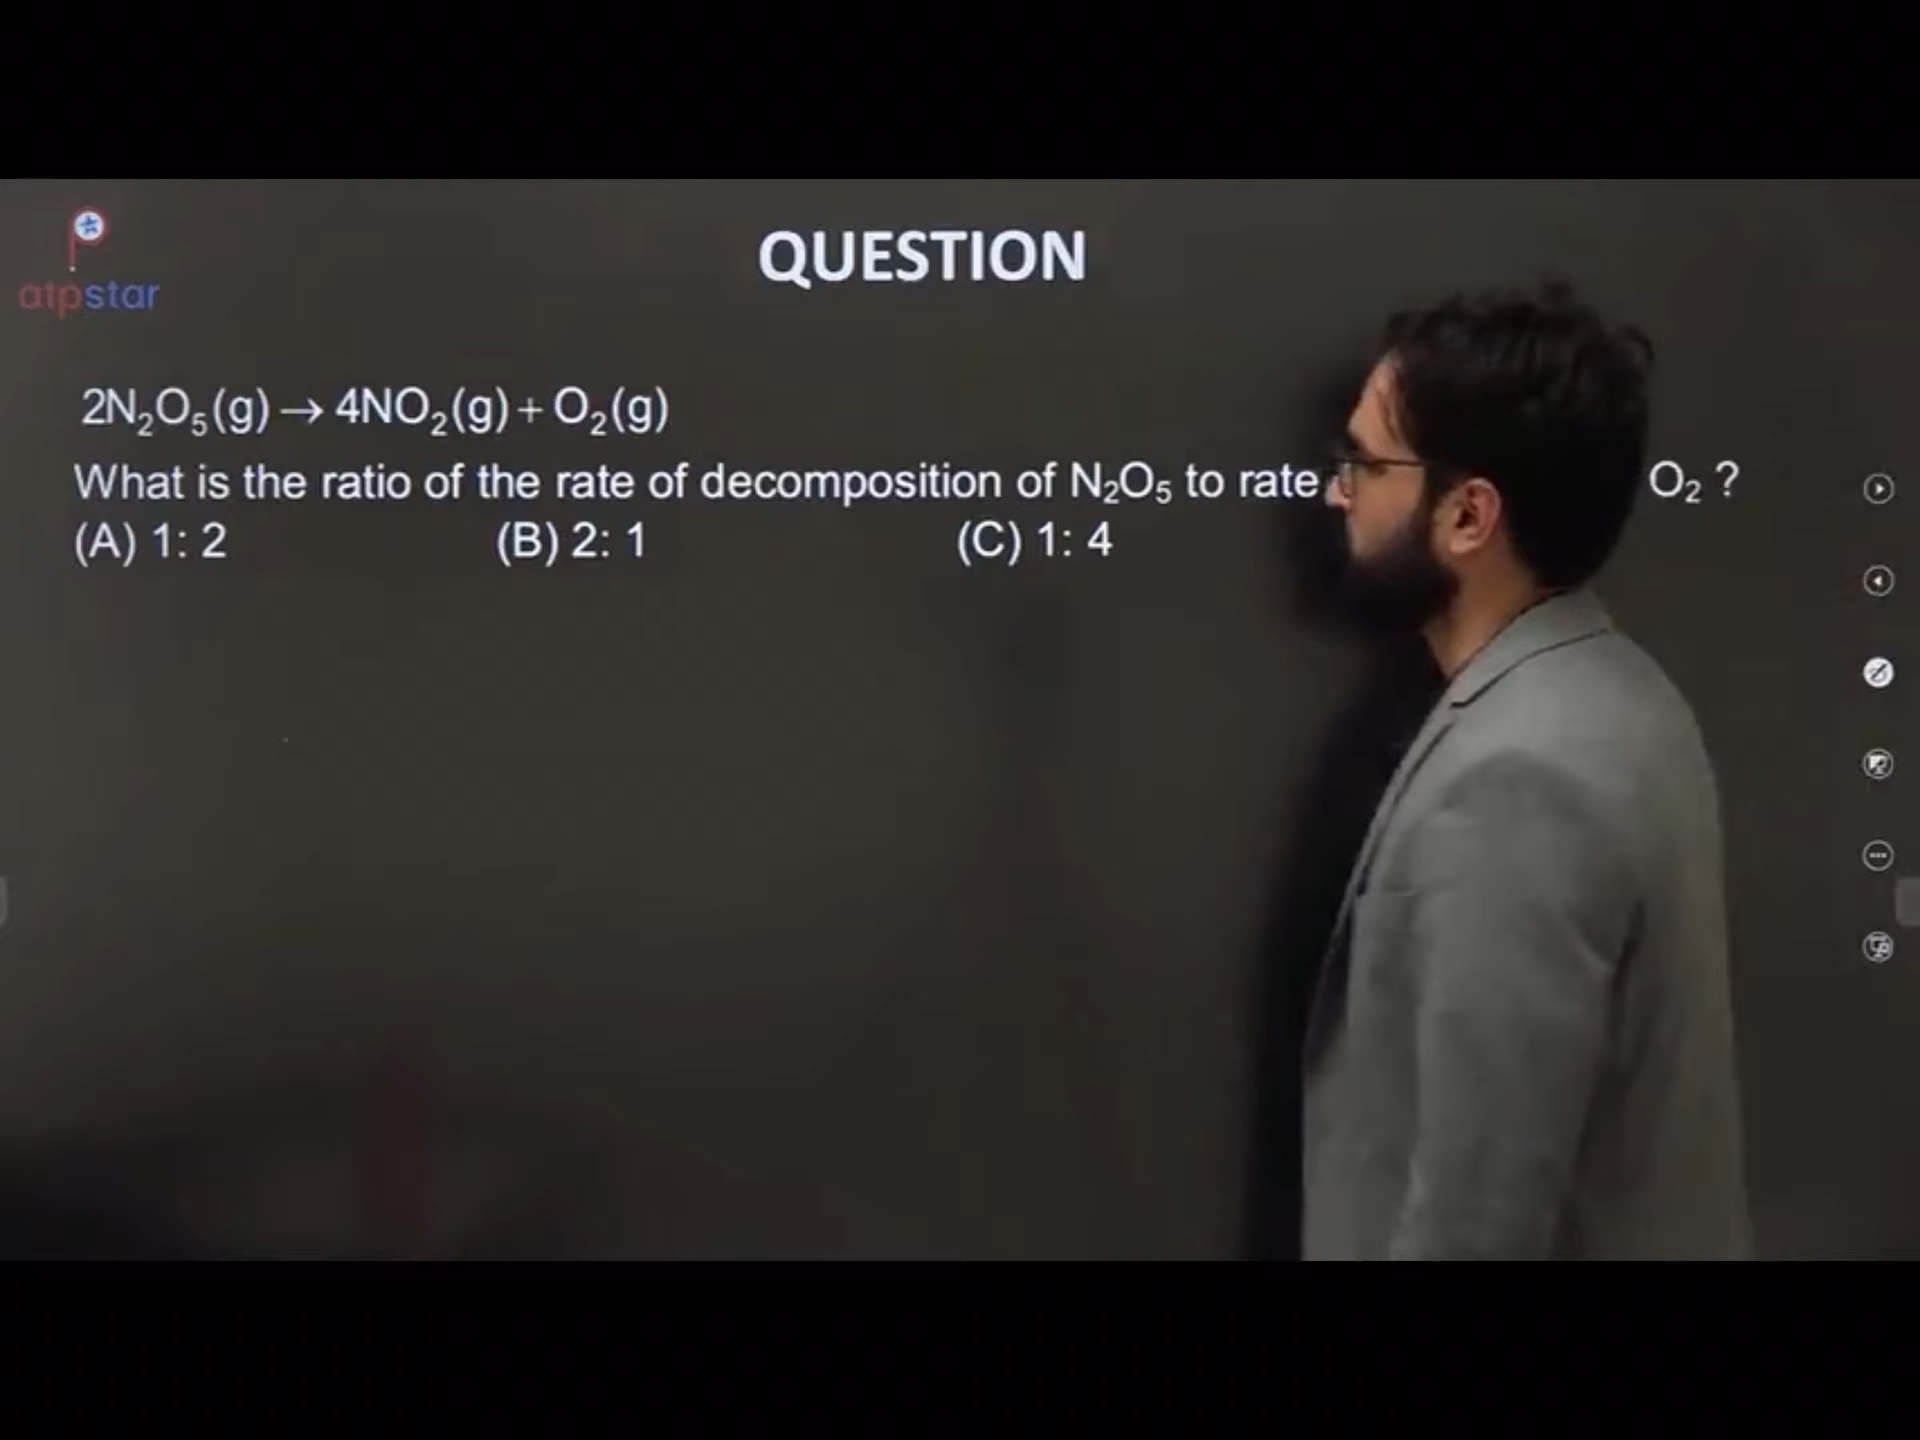 atpstar
QUESTION
2N₂O₅(g)→4NO₂(g)+O₂(g)
What is the ratio of the rate of decomposition of N₂O₅ to rate O₂ ?
(A) 1: 2 (B) 2: 1 (C) 1: 4